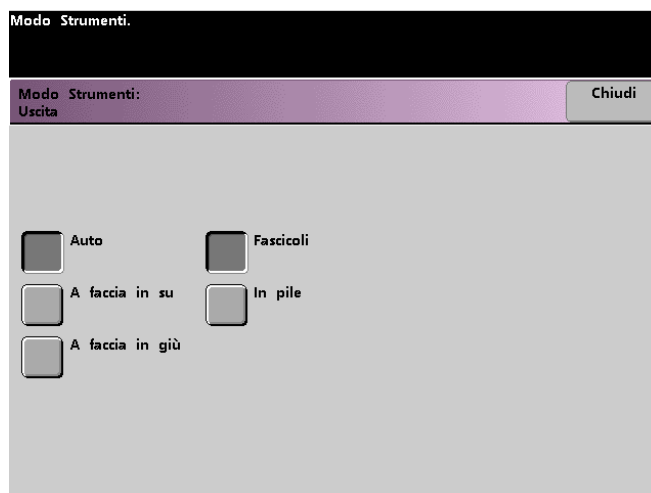 Modo Strumenti.
Modo Strumenti:
Uscita
Chiudi
Auto
Fascicoli
A faccia in su
In pile
A faccia in giù